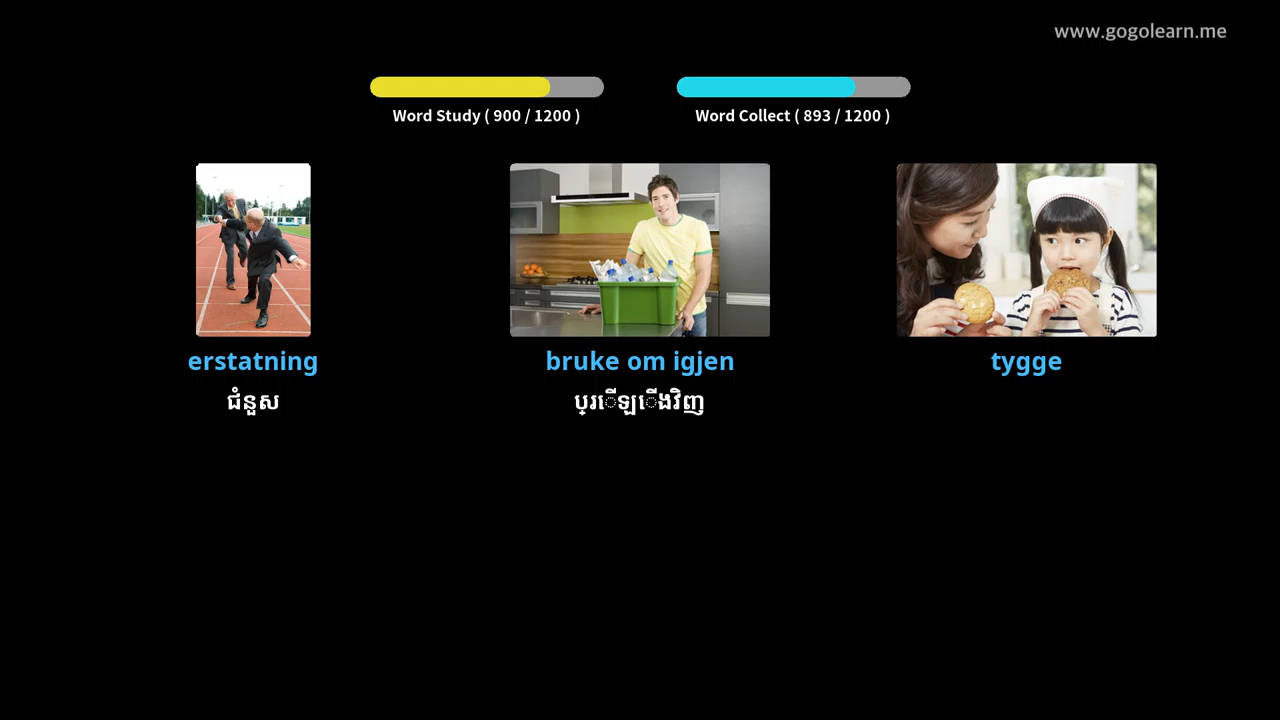 www.gogolearn.me
Word Study ( 900 / 1200 )
Word Collect ( 893 / 1200 )
erstatning
bruke om igjen
tygge
ជំនួស
ប្រើឡើងវិញ